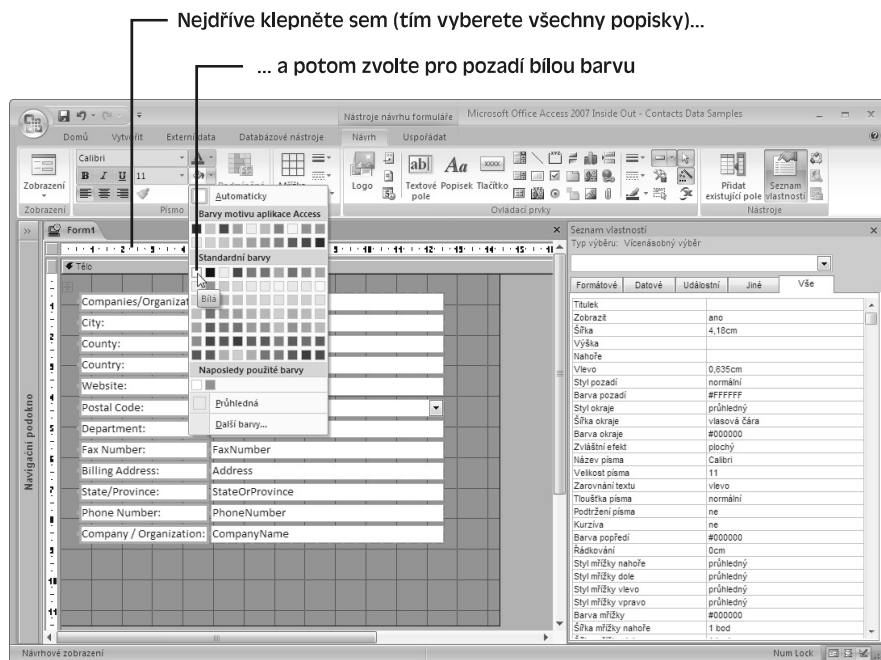 Nejdříve klepněte sem (tím vyberete všechny popisky)...
... a potom zvolte pro pozadí bílou barvu
Nástroje návrhu formuláře
Microsoft Office Access 2007 Inside Out - Contacts Data Samples
Domů
Vytvořit
Externí data
Databázové nástroje
Návrh
Uspořádat
Zobrazení
Calibri
B I U 11
Logo
ab|
Textové pole
Aa
Popisek
xxxx
Tlačítko
Přidat existující pole
Seznam vlastností
Zobrazení
Písmo
Ovládací prvky
Nástroje
Automaticky
Barvy motivu aplikace Access
Standardní barvy
Bílá
Naposledy použité barvy
Průhledná
Další barvy...
Navigační podokno
Form1
Tělo
Companies/Organizat
City:
County:
Country:
Website:
Postal Code:
Department:
Fax Number: FaxNumber
Billing Address: Address
State/Province: StateOrProvince
Phone Number: PhoneNumber
Company / Organization: CompanyName
Seznam vlastností
Typ výběru: Vícenásobný výběr
Formátové
Datové
Událostní
Jiné
Vše
Titulek
Zobrazit ano
Šířka 4,18cm
Výška
Nahoře
Vlevo 0,635cm
Styl pozadí normální
Barva pozadí #FFFFFF
Styl okraje průhledný
Šířka okraje vlasová čára
Barva okraje #000000
Zvláštní efekt plochý
Název písma Calibri
Velikost písma 11
Zarovnání textu vlevo
Tloušťka písma normální
Podtržení písma ne
Kurzíva ne
Barva popředí #000000
Řádkování 0cm
Styl mřížky nahoře průhledný
Styl mřížky dole průhledný
Styl mřížky vlevo průhledný
Styl mřížky vpravo průhledný
Barva mřížky #000000
Šířka mřížky nahoře 1 bod
Návrhové zobrazení
Num Lock